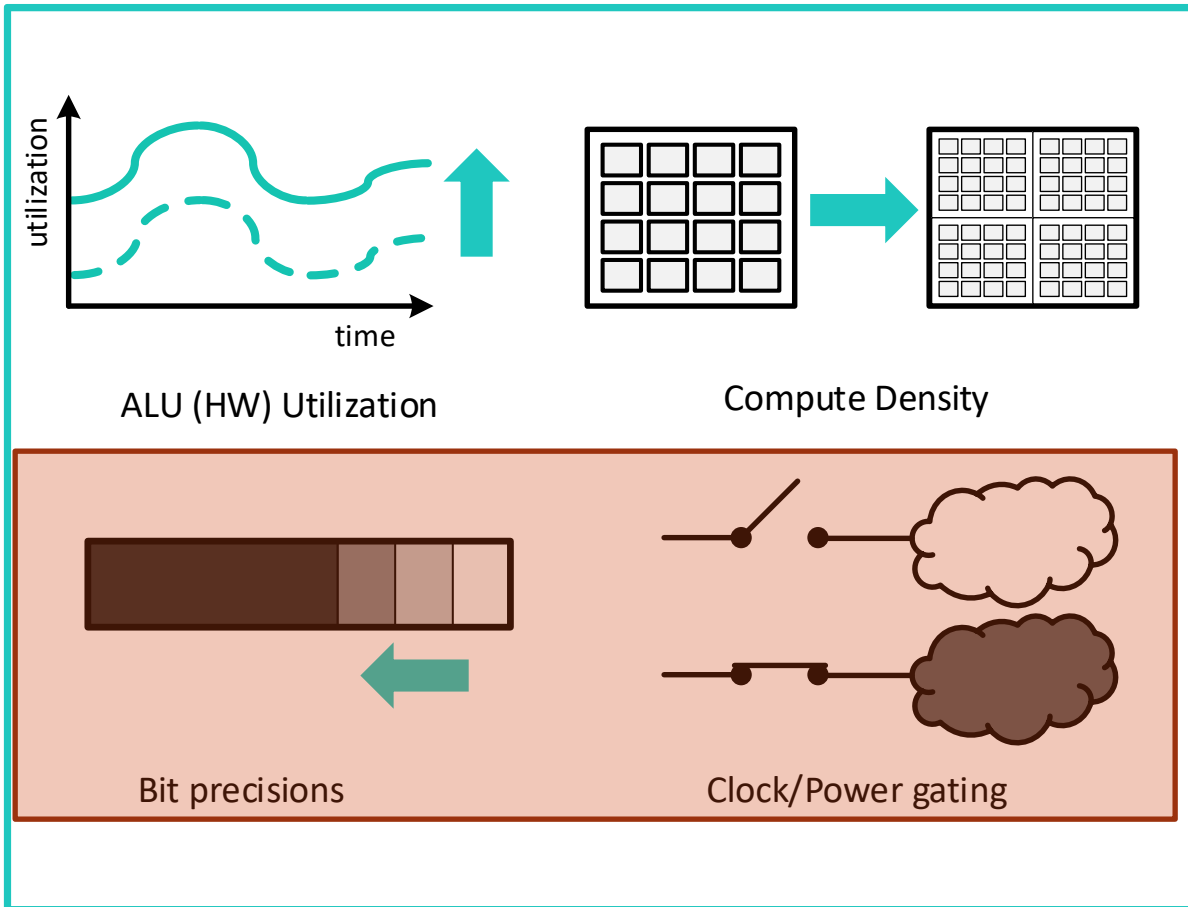 utilization
time
ALU (HW) Utilization
Compute Density
Bit precisions
Clock/Power gating